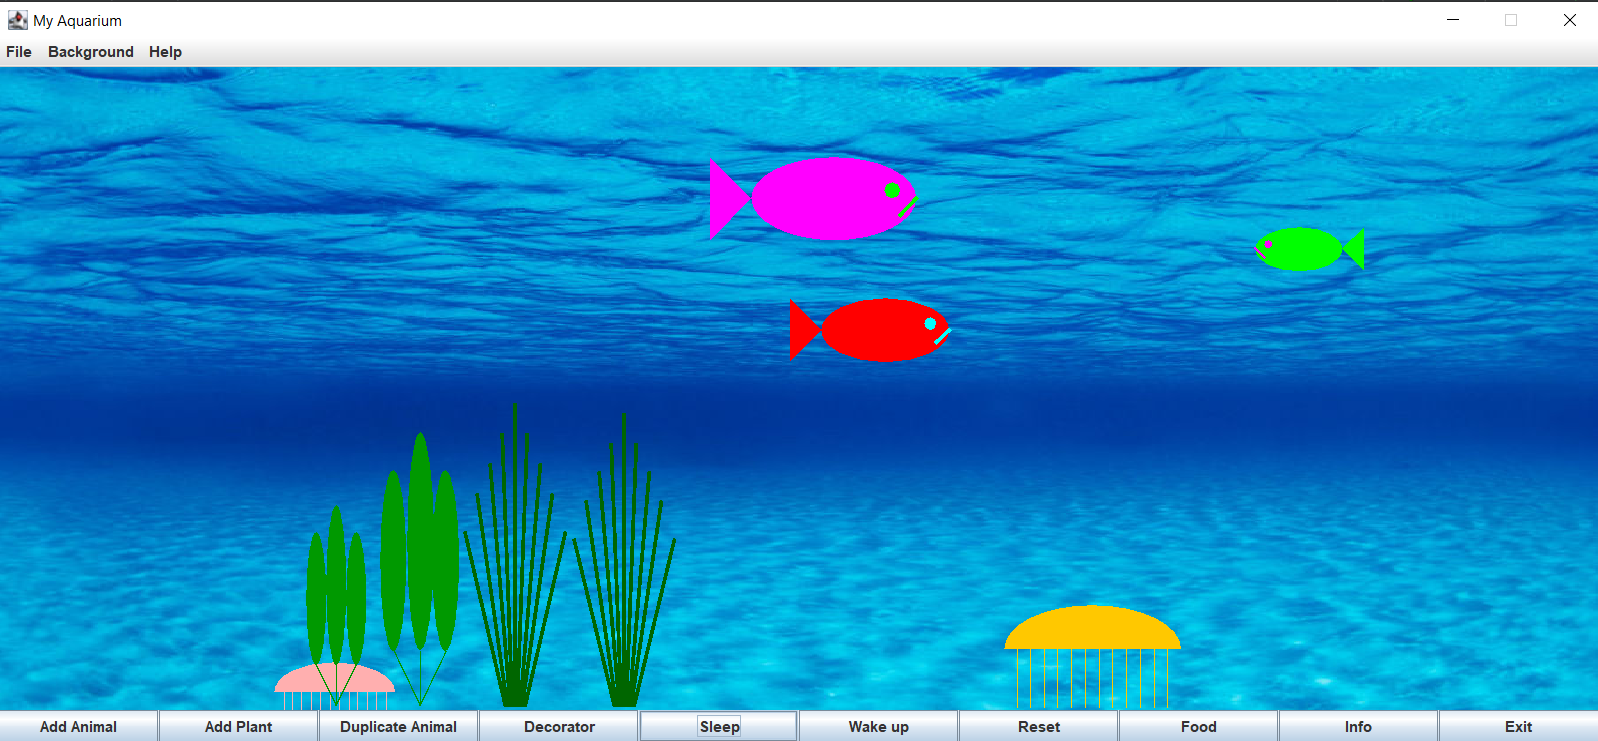 My Aquarium
File Background Help
Add Animal Add Plant Duplicate Animal Decorator Sleep Wake up Reset Food Info Exit